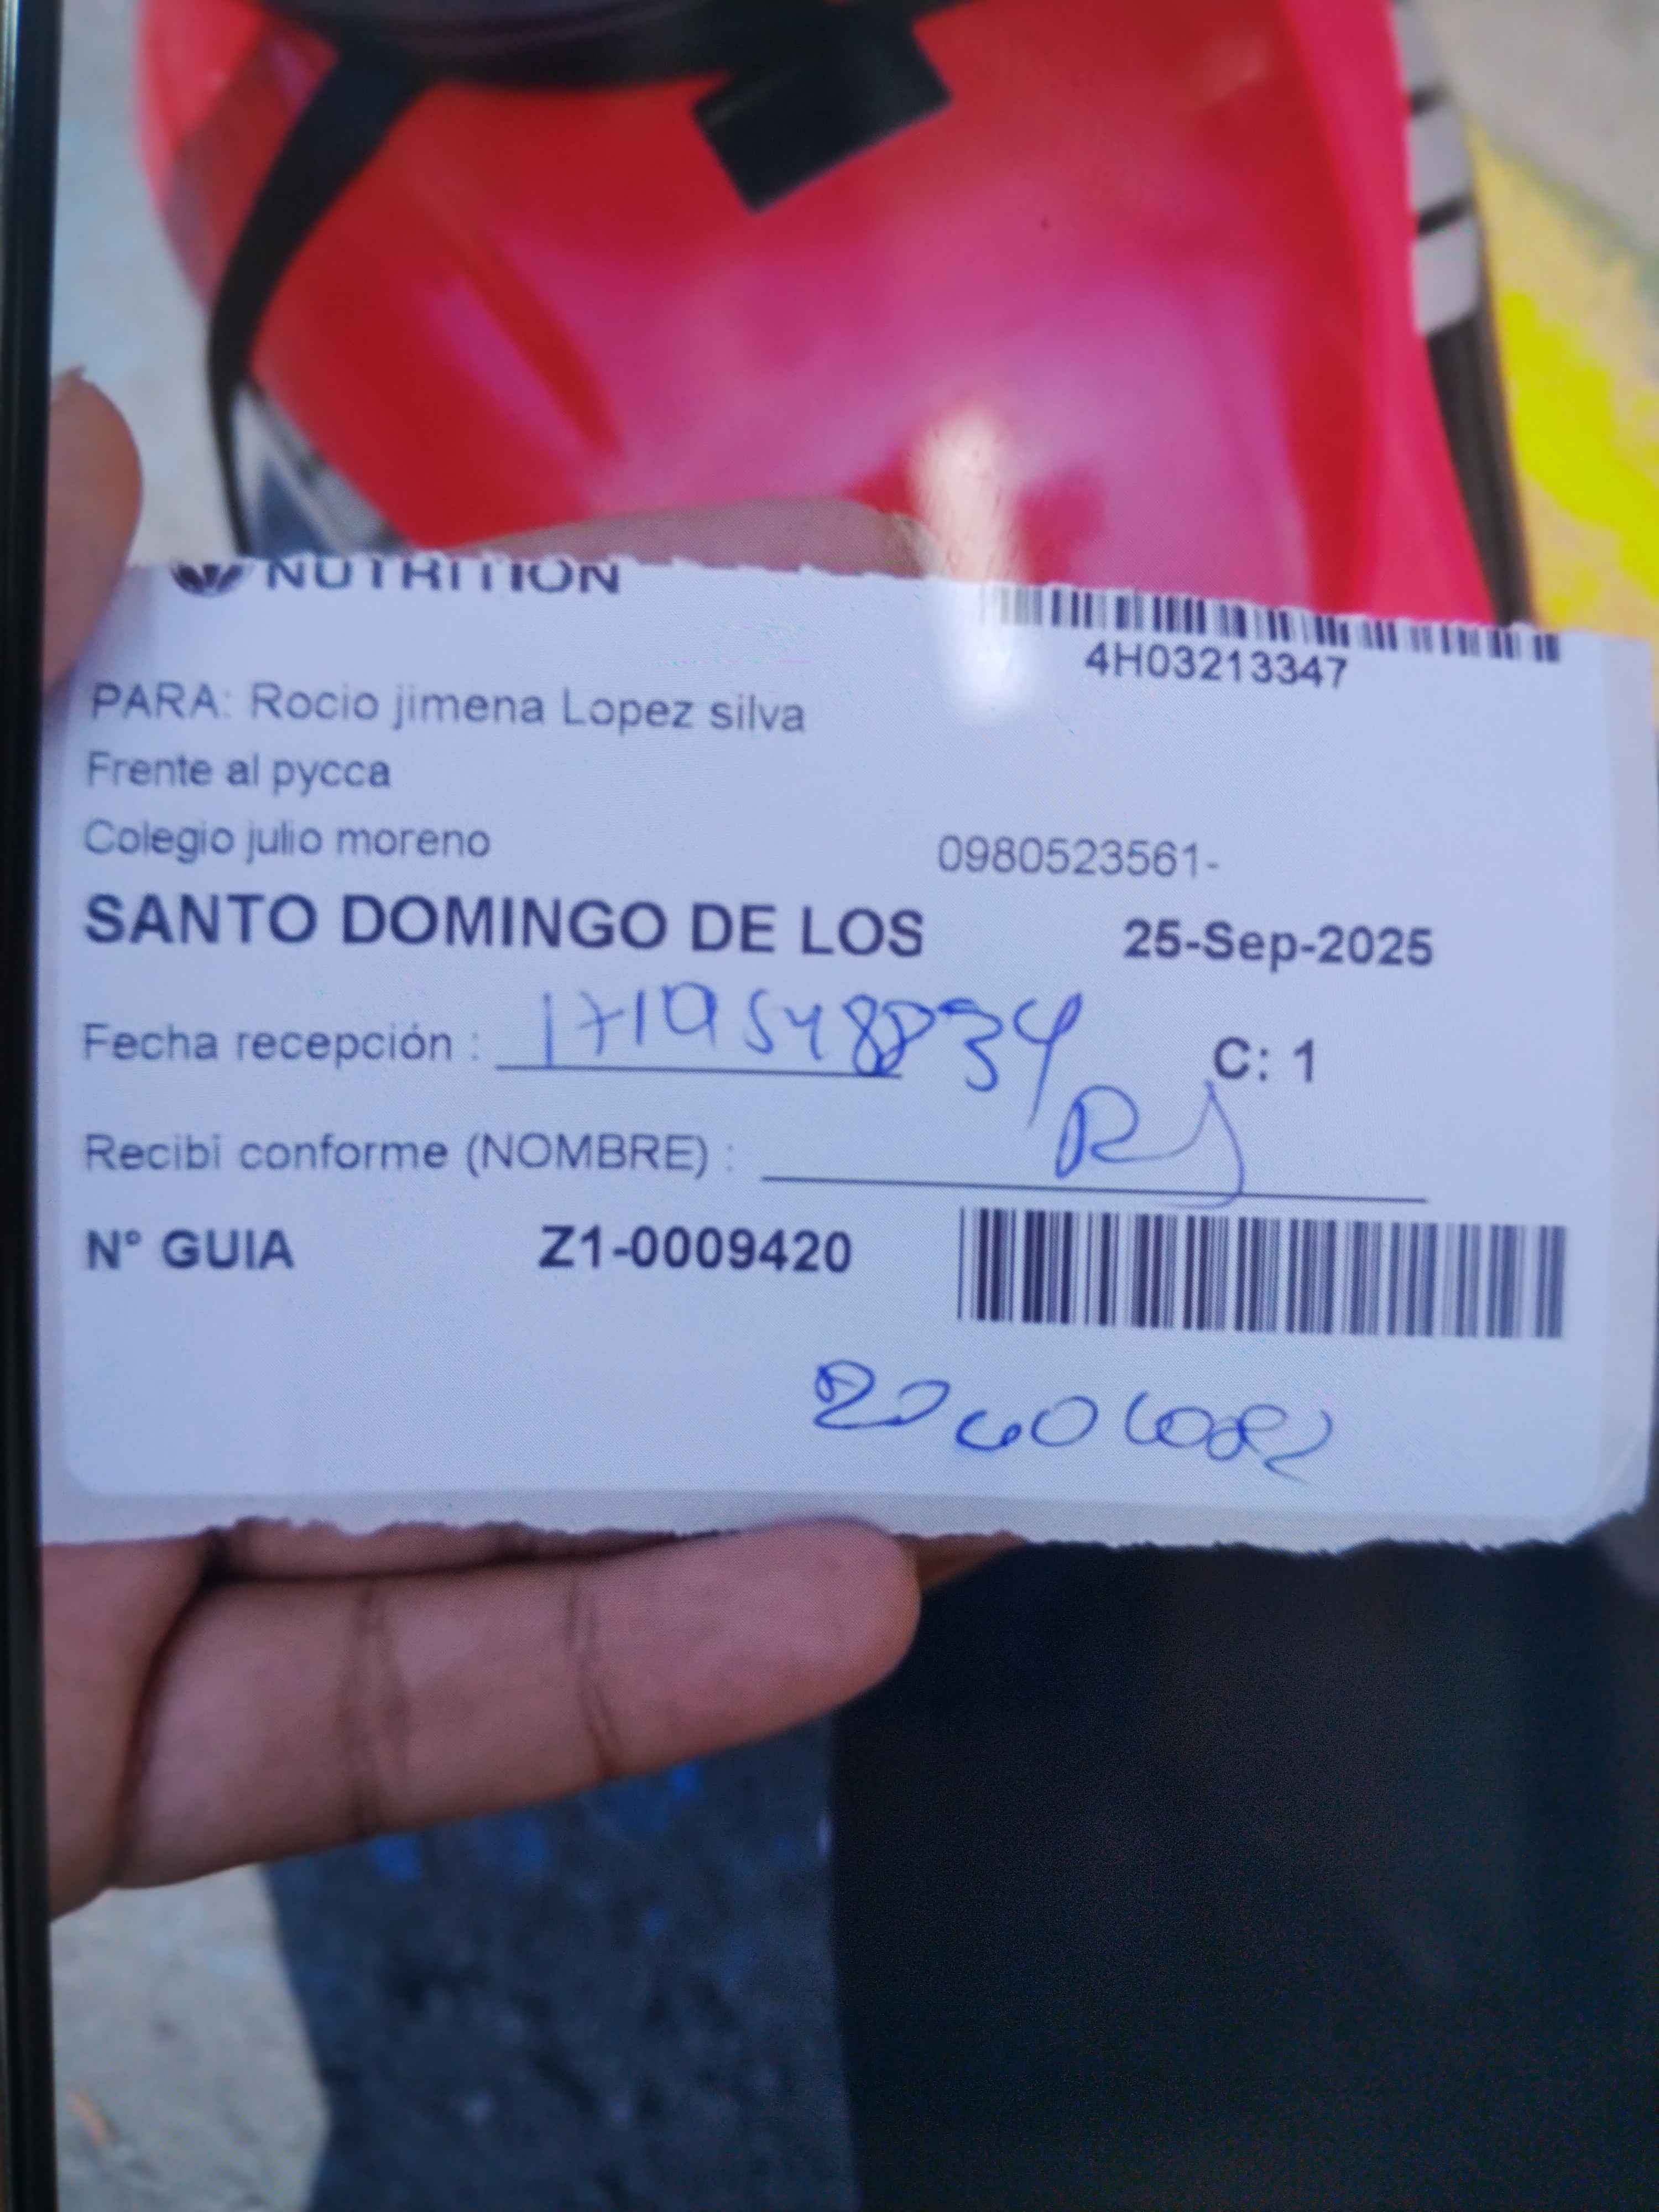 NUTRITION
4H03213347
PARA: Rocio jimena Lopez silva
Frente al pycca
Colegio julio moreno 0980523561-
SANTO DOMINGO DE LOS 25-Sep-2025
Fecha recepción : 1719548834 C: 1
Recibi conforme (NOMBRE) : RJ
N° GUIA Z1-0009420